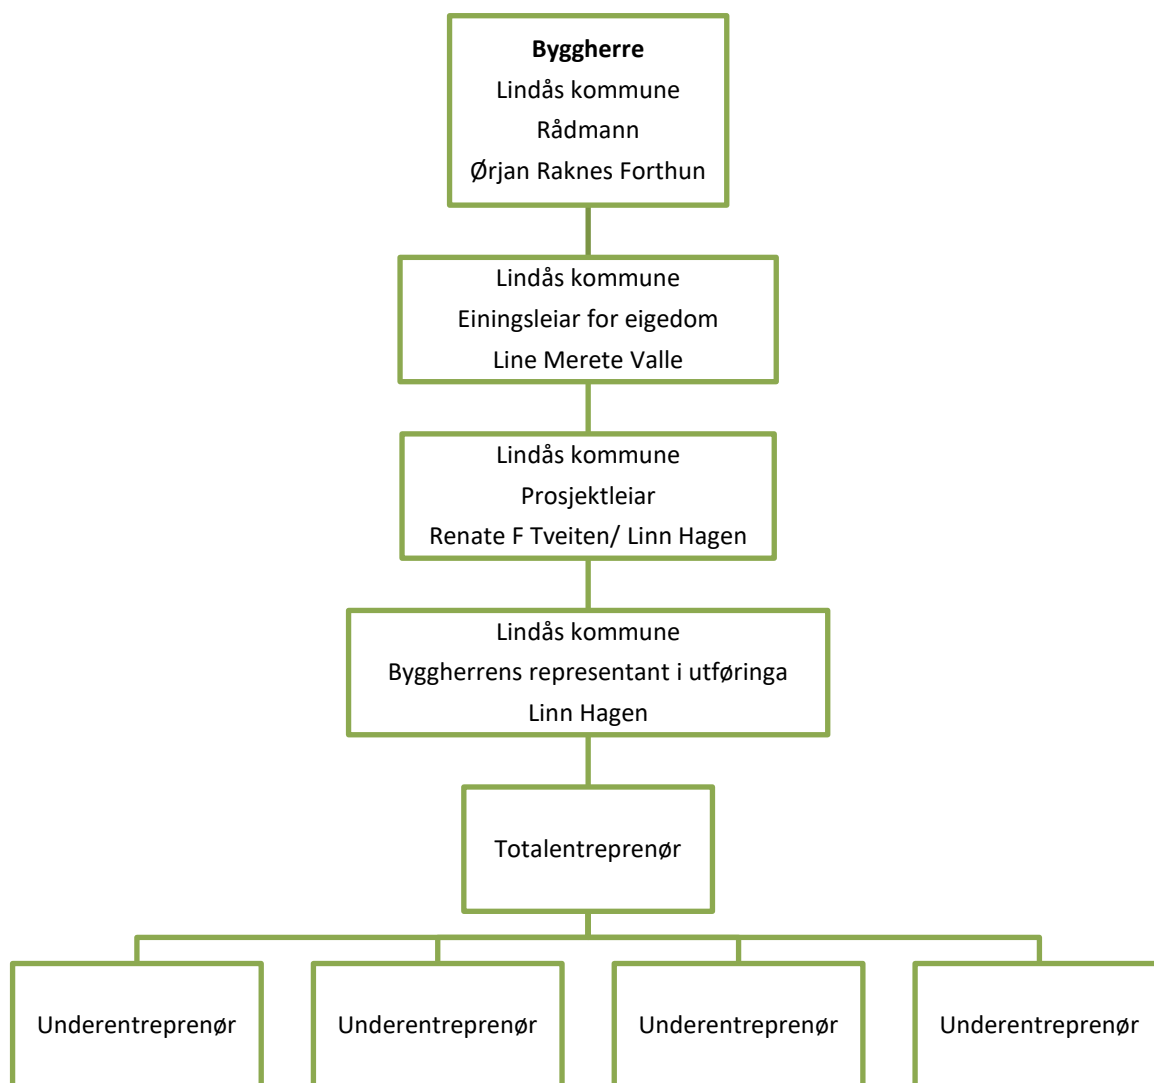 Byggherre
Lindås kommune
Rådmann
Ørjan Raknes Forthun
Lindås kommune
Einingsleiar for eigedom
Line Merete Valle
Lindås kommune
Prosjektleiar
Renate F Tveiten/ Linn Hagen
Lindås kommune
Byggherrens representant i utføringa
Linn Hagen
Totalentreprenør
Underentreprenør
Underentreprenør
Underentreprenør
Underentreprenør